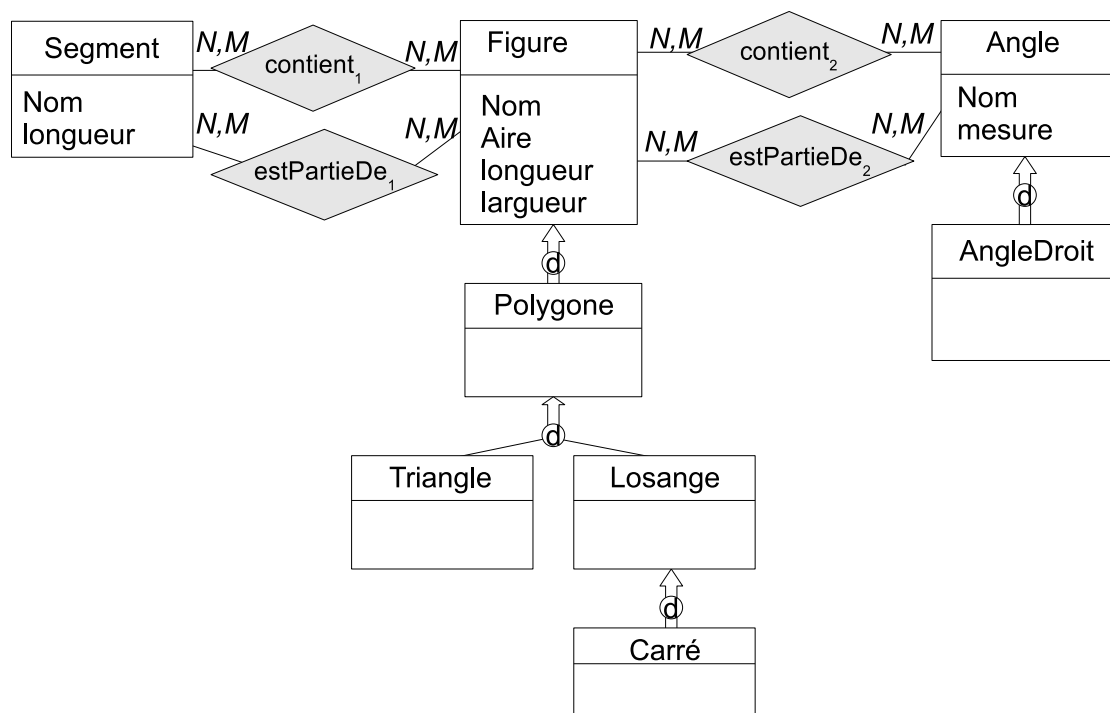 Segment
N,M
contient1
N,M
Figure
N,M
contient2
N,M
Angle
Nom
longueur
N,M
estPartieDe1
N,M
Nom
Aire
longueur
largueur
N,M
estPartieDe2
N,M
Nom
mesure
d
AngleDroit
d
Polygone
d
Triangle
Losange
d
Carré